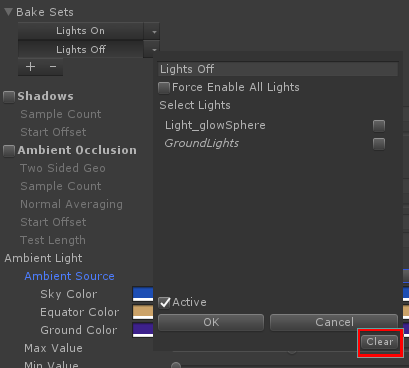 Bake Sets
Lights On
Lights Off
+ −
Shadows
Sample Count
Start Offset
Ambient Occlusion
Two Sided Geo
Sample Count
Normal Averaging
Start Offset
Test Length
Ambient Light
Ambient Source
Sky Color
Equator Color
Ground Color
Max Value
Min Value
Lights Off
Force Enable All Lights
Select Lights
Light_glowSphere
GroundLights
Active
OK Cancel
Clear